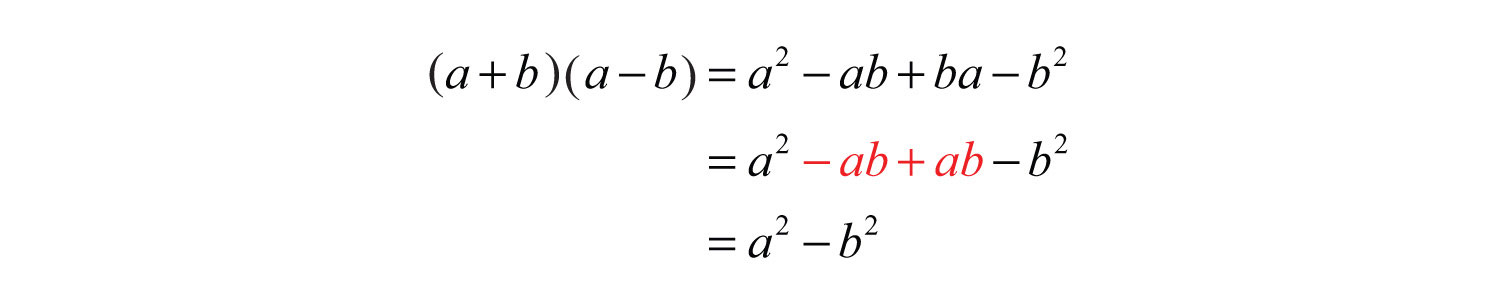 (a + b)(a − b) = a² − ab + ba − b²
= a² − ab + ab − b²
= a² − b²